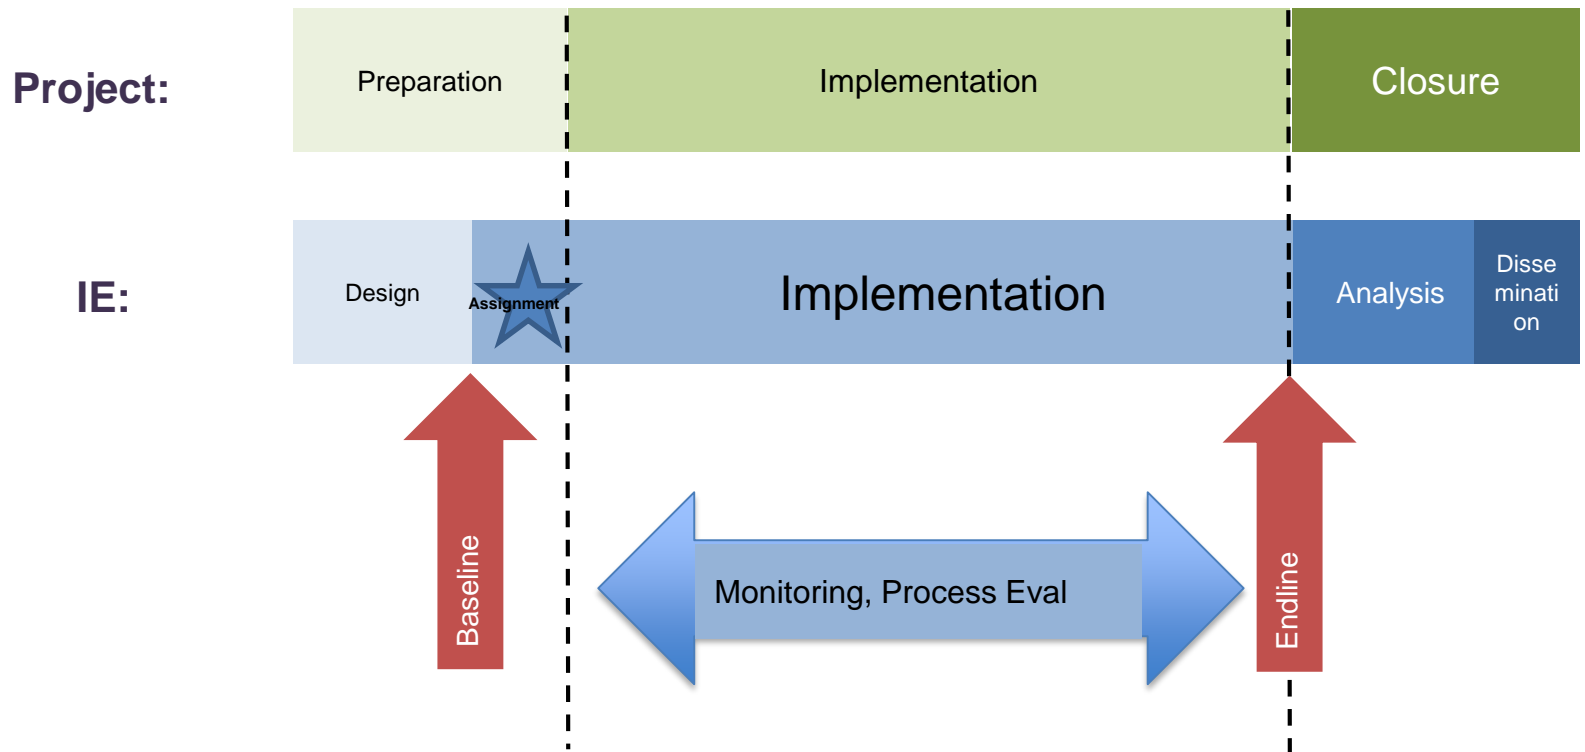 Project:
Preparation
Implementation
Closure
IE:
Design
Assignment
Implementation
Analysis
Disse
minati
on
Baseline
Monitoring, Process Eval
Endline